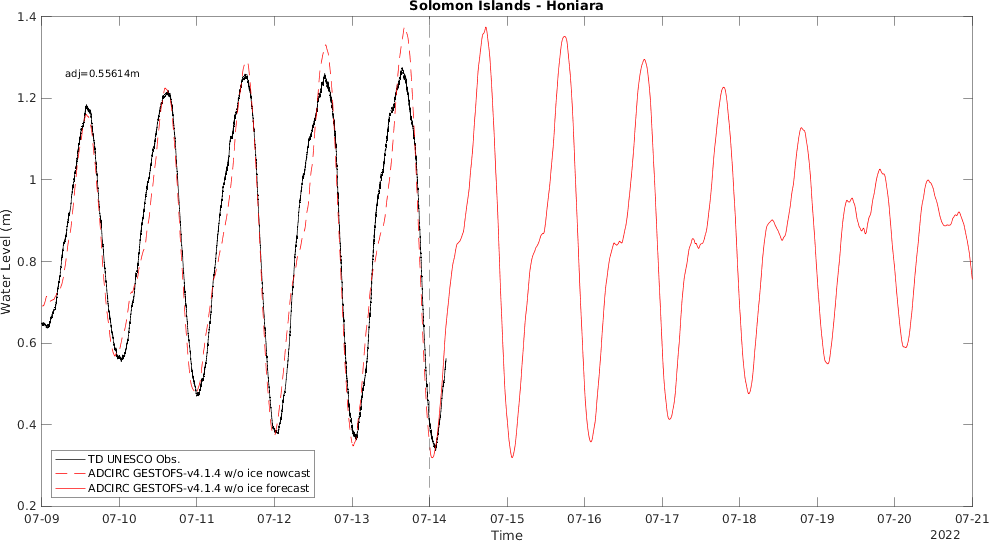 Solomon Islands - Honiara
1.4
adj=0.55614m
1.2
1
0.8
0.6
0.4
0.2
Water Level (m)
TD UNESCO Obs.
ADCIRC GESTOFS-v4.1.4 w/o ice nowcast
ADCIRC GESTOFS-v4.1.4 w/o ice forecast
07-09 07-10 07-11 07-12 07-13 07-14 07-15 07-16 07-17 07-18 07-19 07-20 07-21
Time
2022